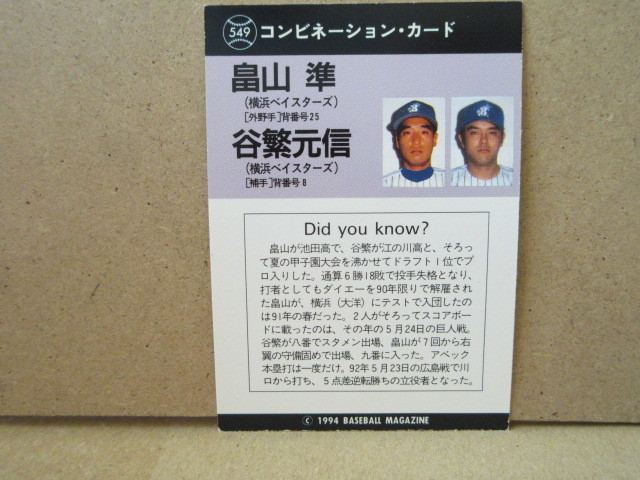 549 コンビネーション・カード
畠山 準
(横浜ベイスターズ)
[外野手]背番号25
谷繁元信
(横浜ベイスターズ)
[捕手]背番号8
Did you know?
畠山が池田高で、谷繁が江の川高と、そろっ
て夏の甲子園大会を沸かせてドラフト1位でプ
ロ入りした。通算6勝18敗で投手失格となり、
打者としてもダイエーを90年限りで解雇され
た畠山が、横浜(大洋)にテストで入団したの
は91年の春だった。2人がそろってスコアボー
ドに載ったのは、その年の5月24日の巨人戦。
谷繁が八番でスタメン出場、畠山が7回から右
翼の守備固めで出場、九番に入った。アベック
本塁打は一度だけ。92年5月23日の広島戦で川
口から打ち、5点差逆転勝ちの立役者となった。
© 1994 BASEBALL MAGAZINE